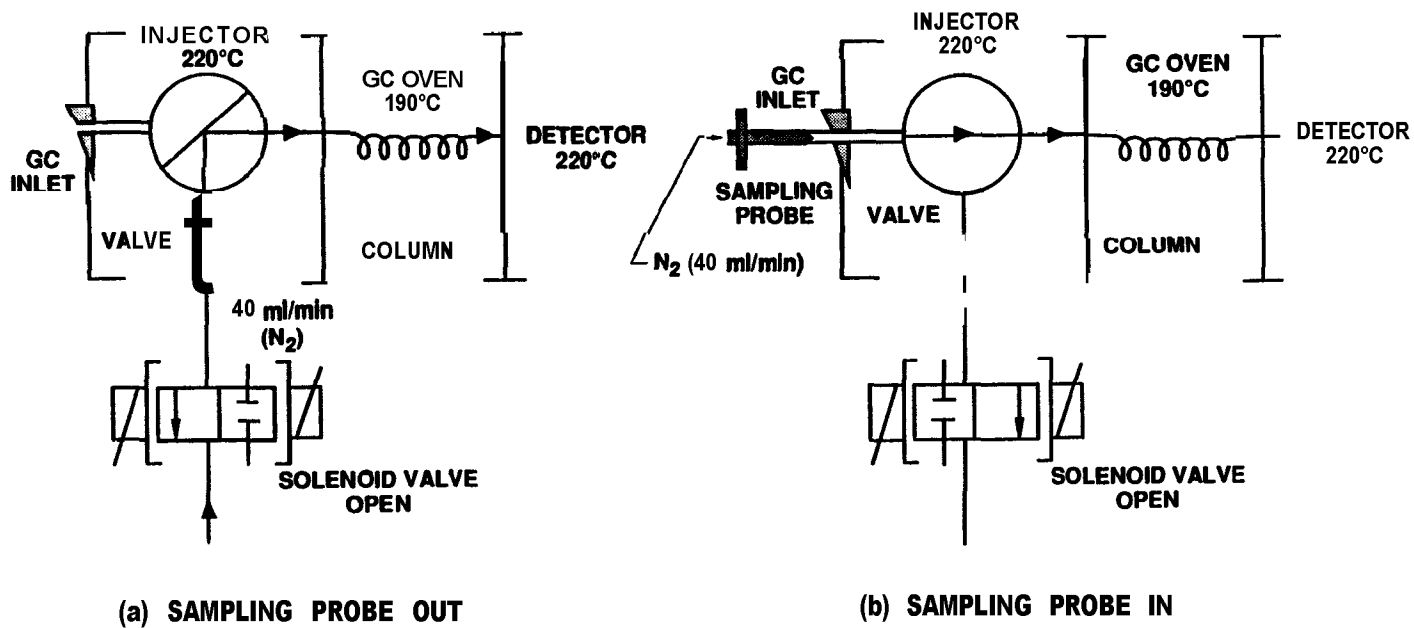 INJECTOR
220°C
GC OVEN
190°C
DETECTOR
220°C
GC
INLET
VALVE
COLUMN
40 ml/min
(N₂)
SOLENOID VALVE
OPEN
(a) SAMPLING PROBE OUT
INJECTOR
220°C
GC
INLET
GC OVEN
190°C
DETECTOR
220°C
SAMPLING
PROBE
VALVE
COLUMN
N₂ (40 ml/min)
SOLENOID VALVE
OPEN
(b) SAMPLING PROBE IN